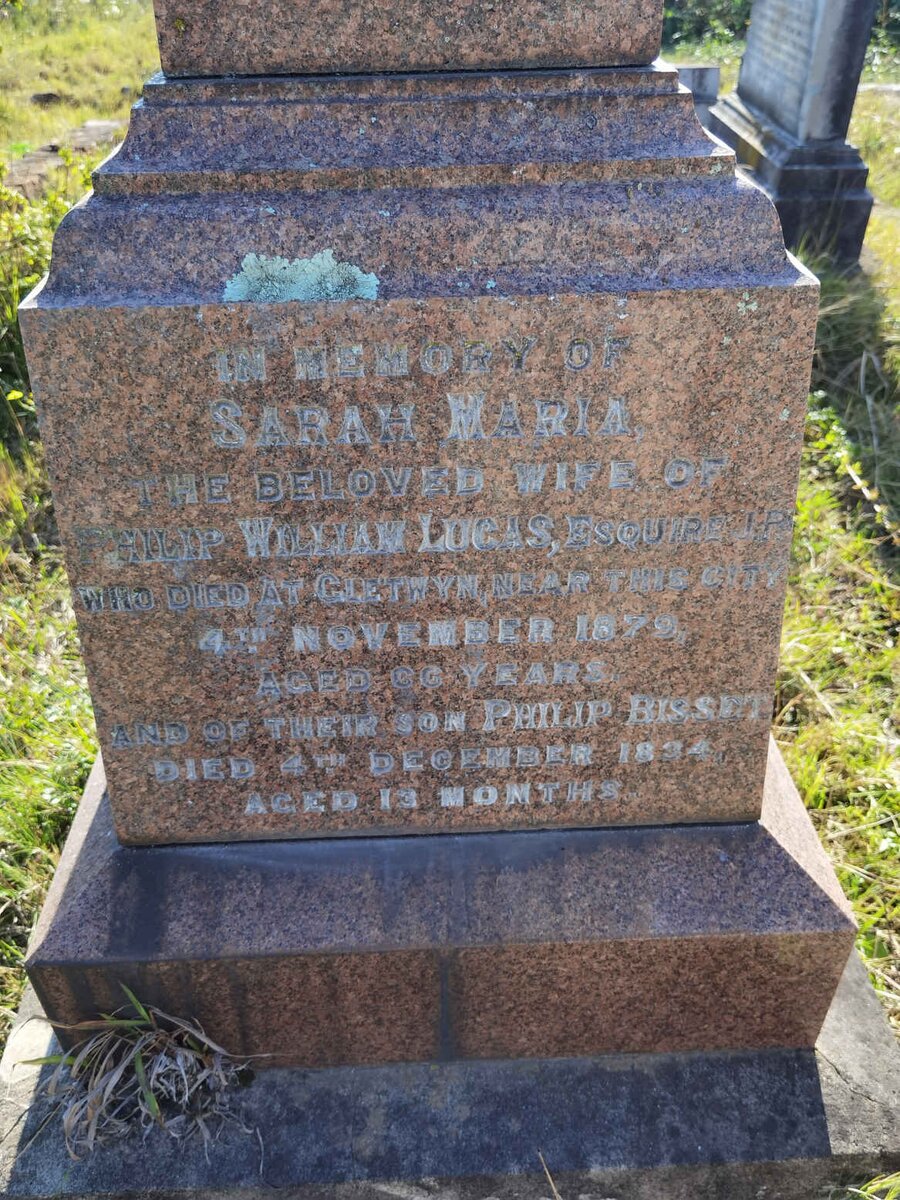 IN MEMORY OF
SARAH MARIA,
THE BELOVED WIFE OF
PHILIP WILLIAM LUCAS, ESQUIRE J.P.
WHO DIED AT GLETWYN, NEAR THIS CITY
4TH NOVEMBER 1879,
AGED 66 YEARS.
AND OF THEIR SON PHILIP BISSET
DIED 4TH DECEMBER 1834,
AGED 13 MONTHS.